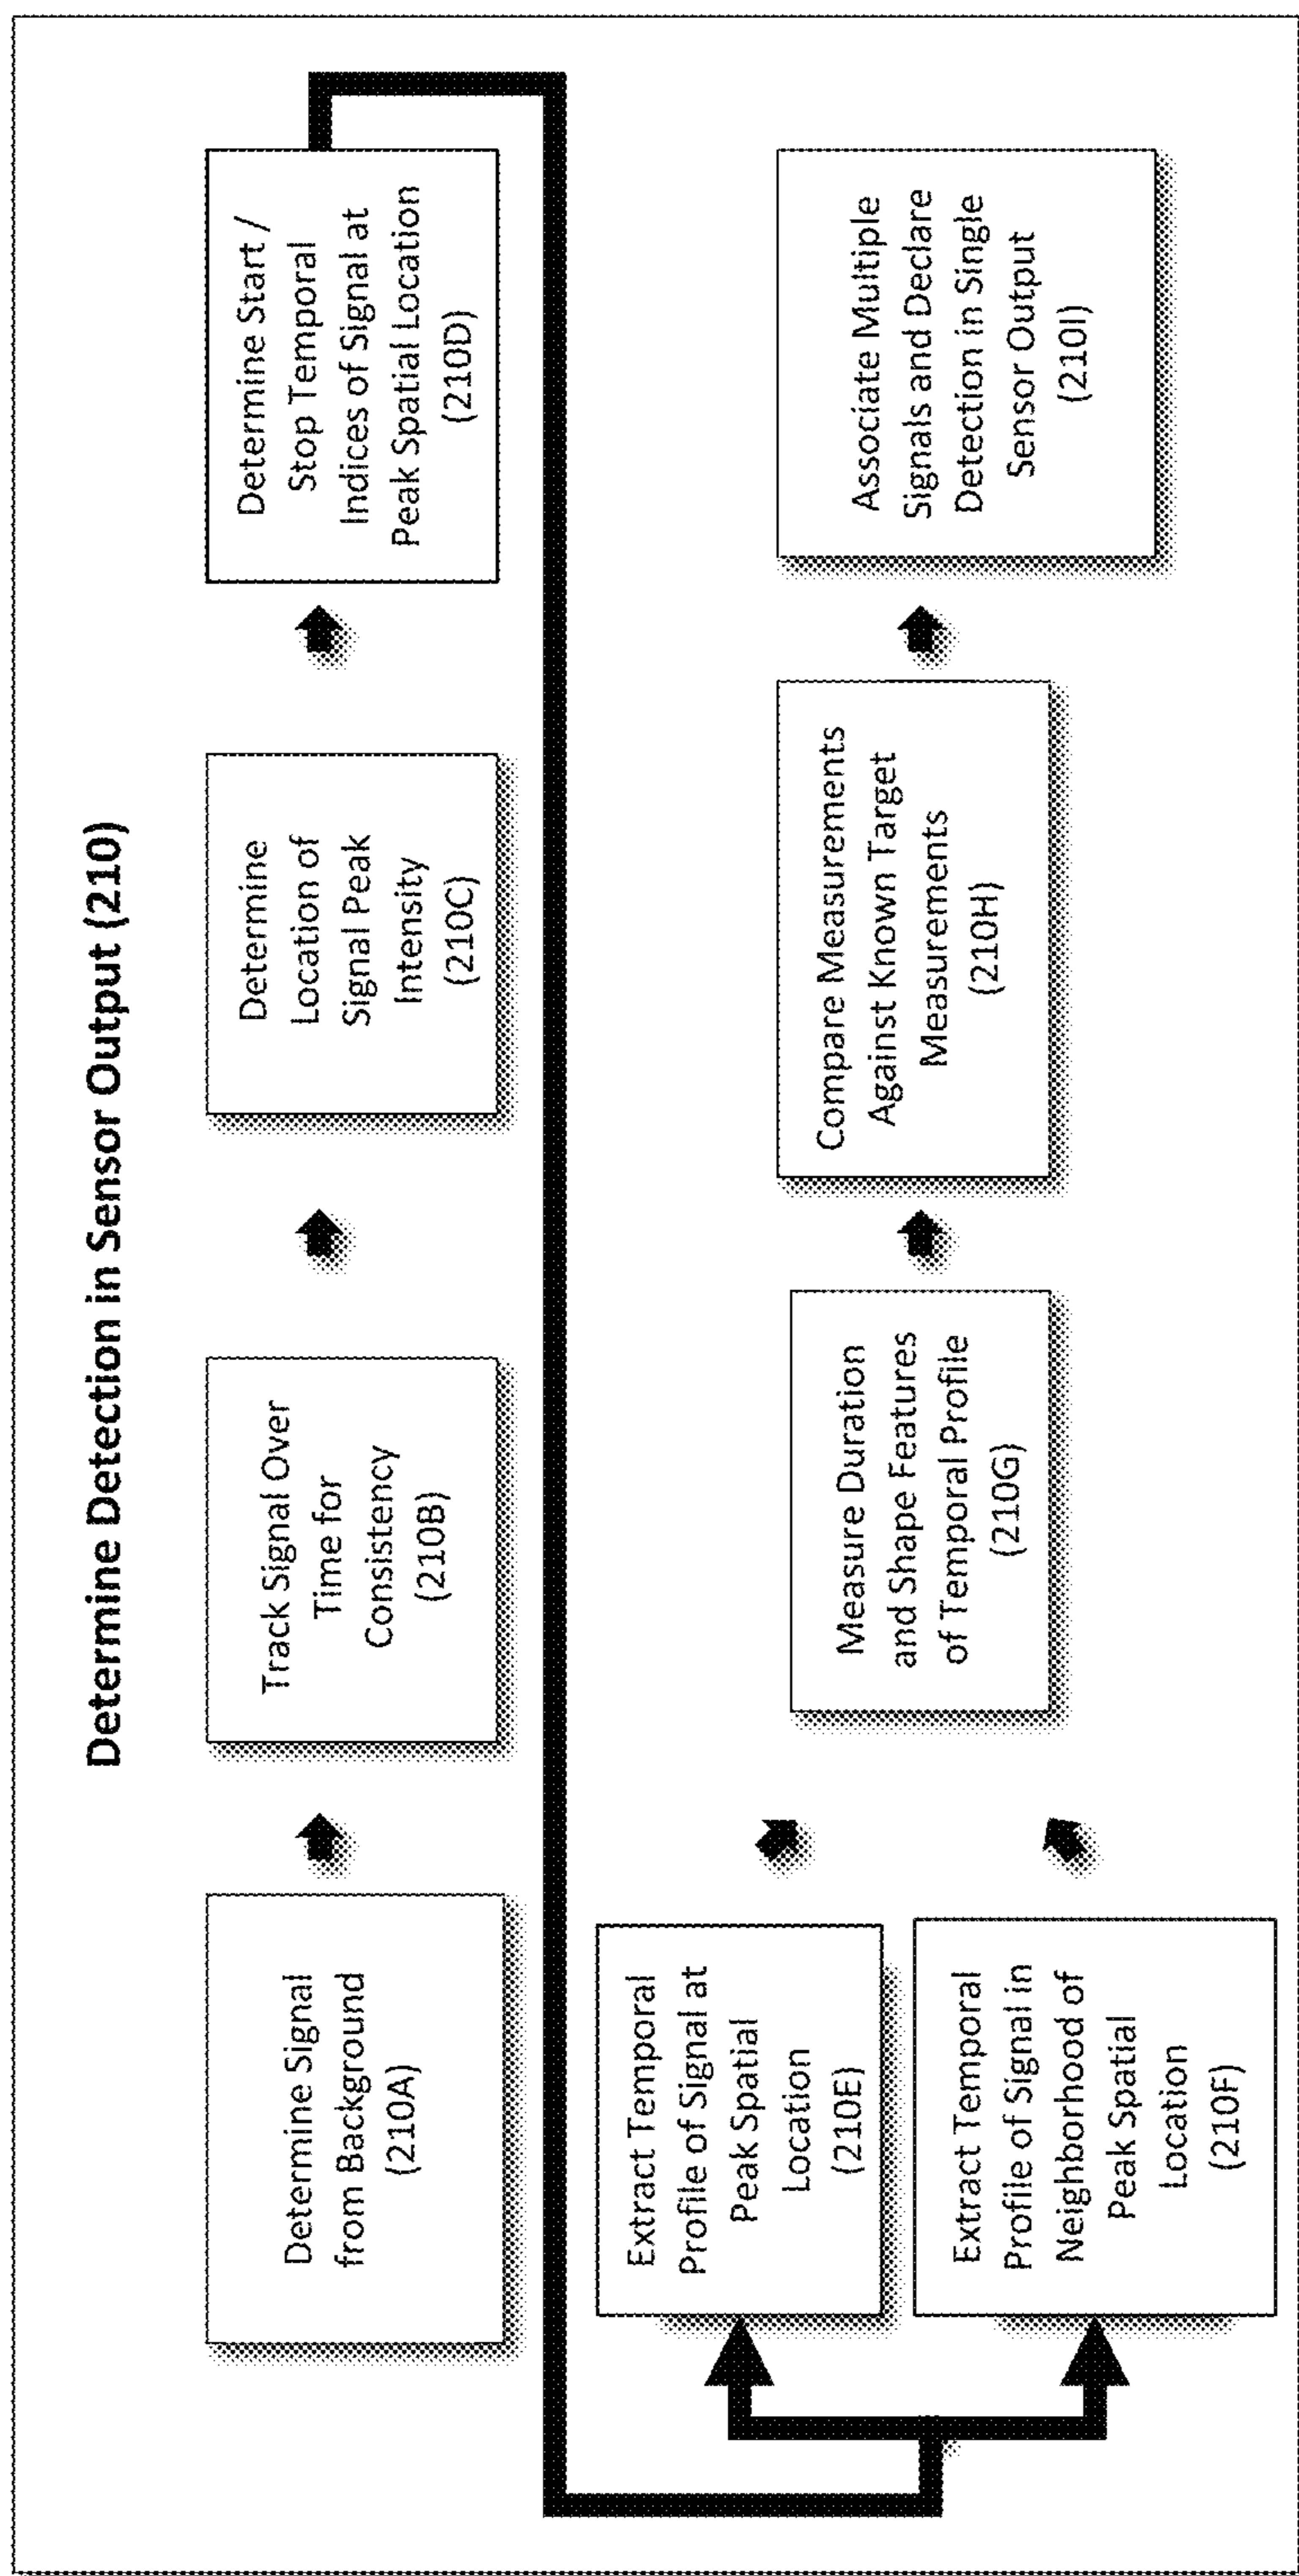 Determine Detection in Sensor Output (210)
Determine Signal
from Background
(210A)
Track Signal Over
Time for
Consistency
(210B)
Determine
Location of
Signal Peak
Intensity
(210C)
Determine Start /
Stop Temporal
Indices of Signal at
Peak Spatial Location
(210D)
Extract Temporal
Profile of Signal at
Peak Spatial
Location
(210E)
Extract Temporal
Profile of Signal in
Neighborhood of
Peak Spatial
Location
(210F)
Measure Duration
and Shape Features
of Temporal Profile
(210G)
Compare Measurements
Against Known Target
Measurements
(210H)
Associate Multiple
Signals and Declare
Detection in Single
Sensor Output
(210I)